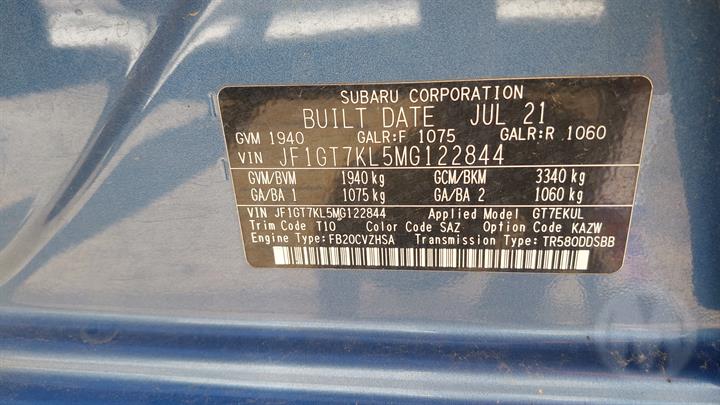 SUBARU CORPORATION
BUILT DATE JUL 21
GVM 1940 GALR:F 1075 GALR:R 1060
VIN JF1GT7KL5MG122844
GVM/BVM 1940 kg GCM/BKM 3340 kg
GA/BA 1 1075 kg GA/BA 2 1060 kg
VIN JF1GT7KL5MG122844 Applied Model GT7EKUL
Trim Code T10 Color Code SAZ Option Code KAZW
Engine Type: FB20CVZHSA Transmission Type: TR580DDSBB